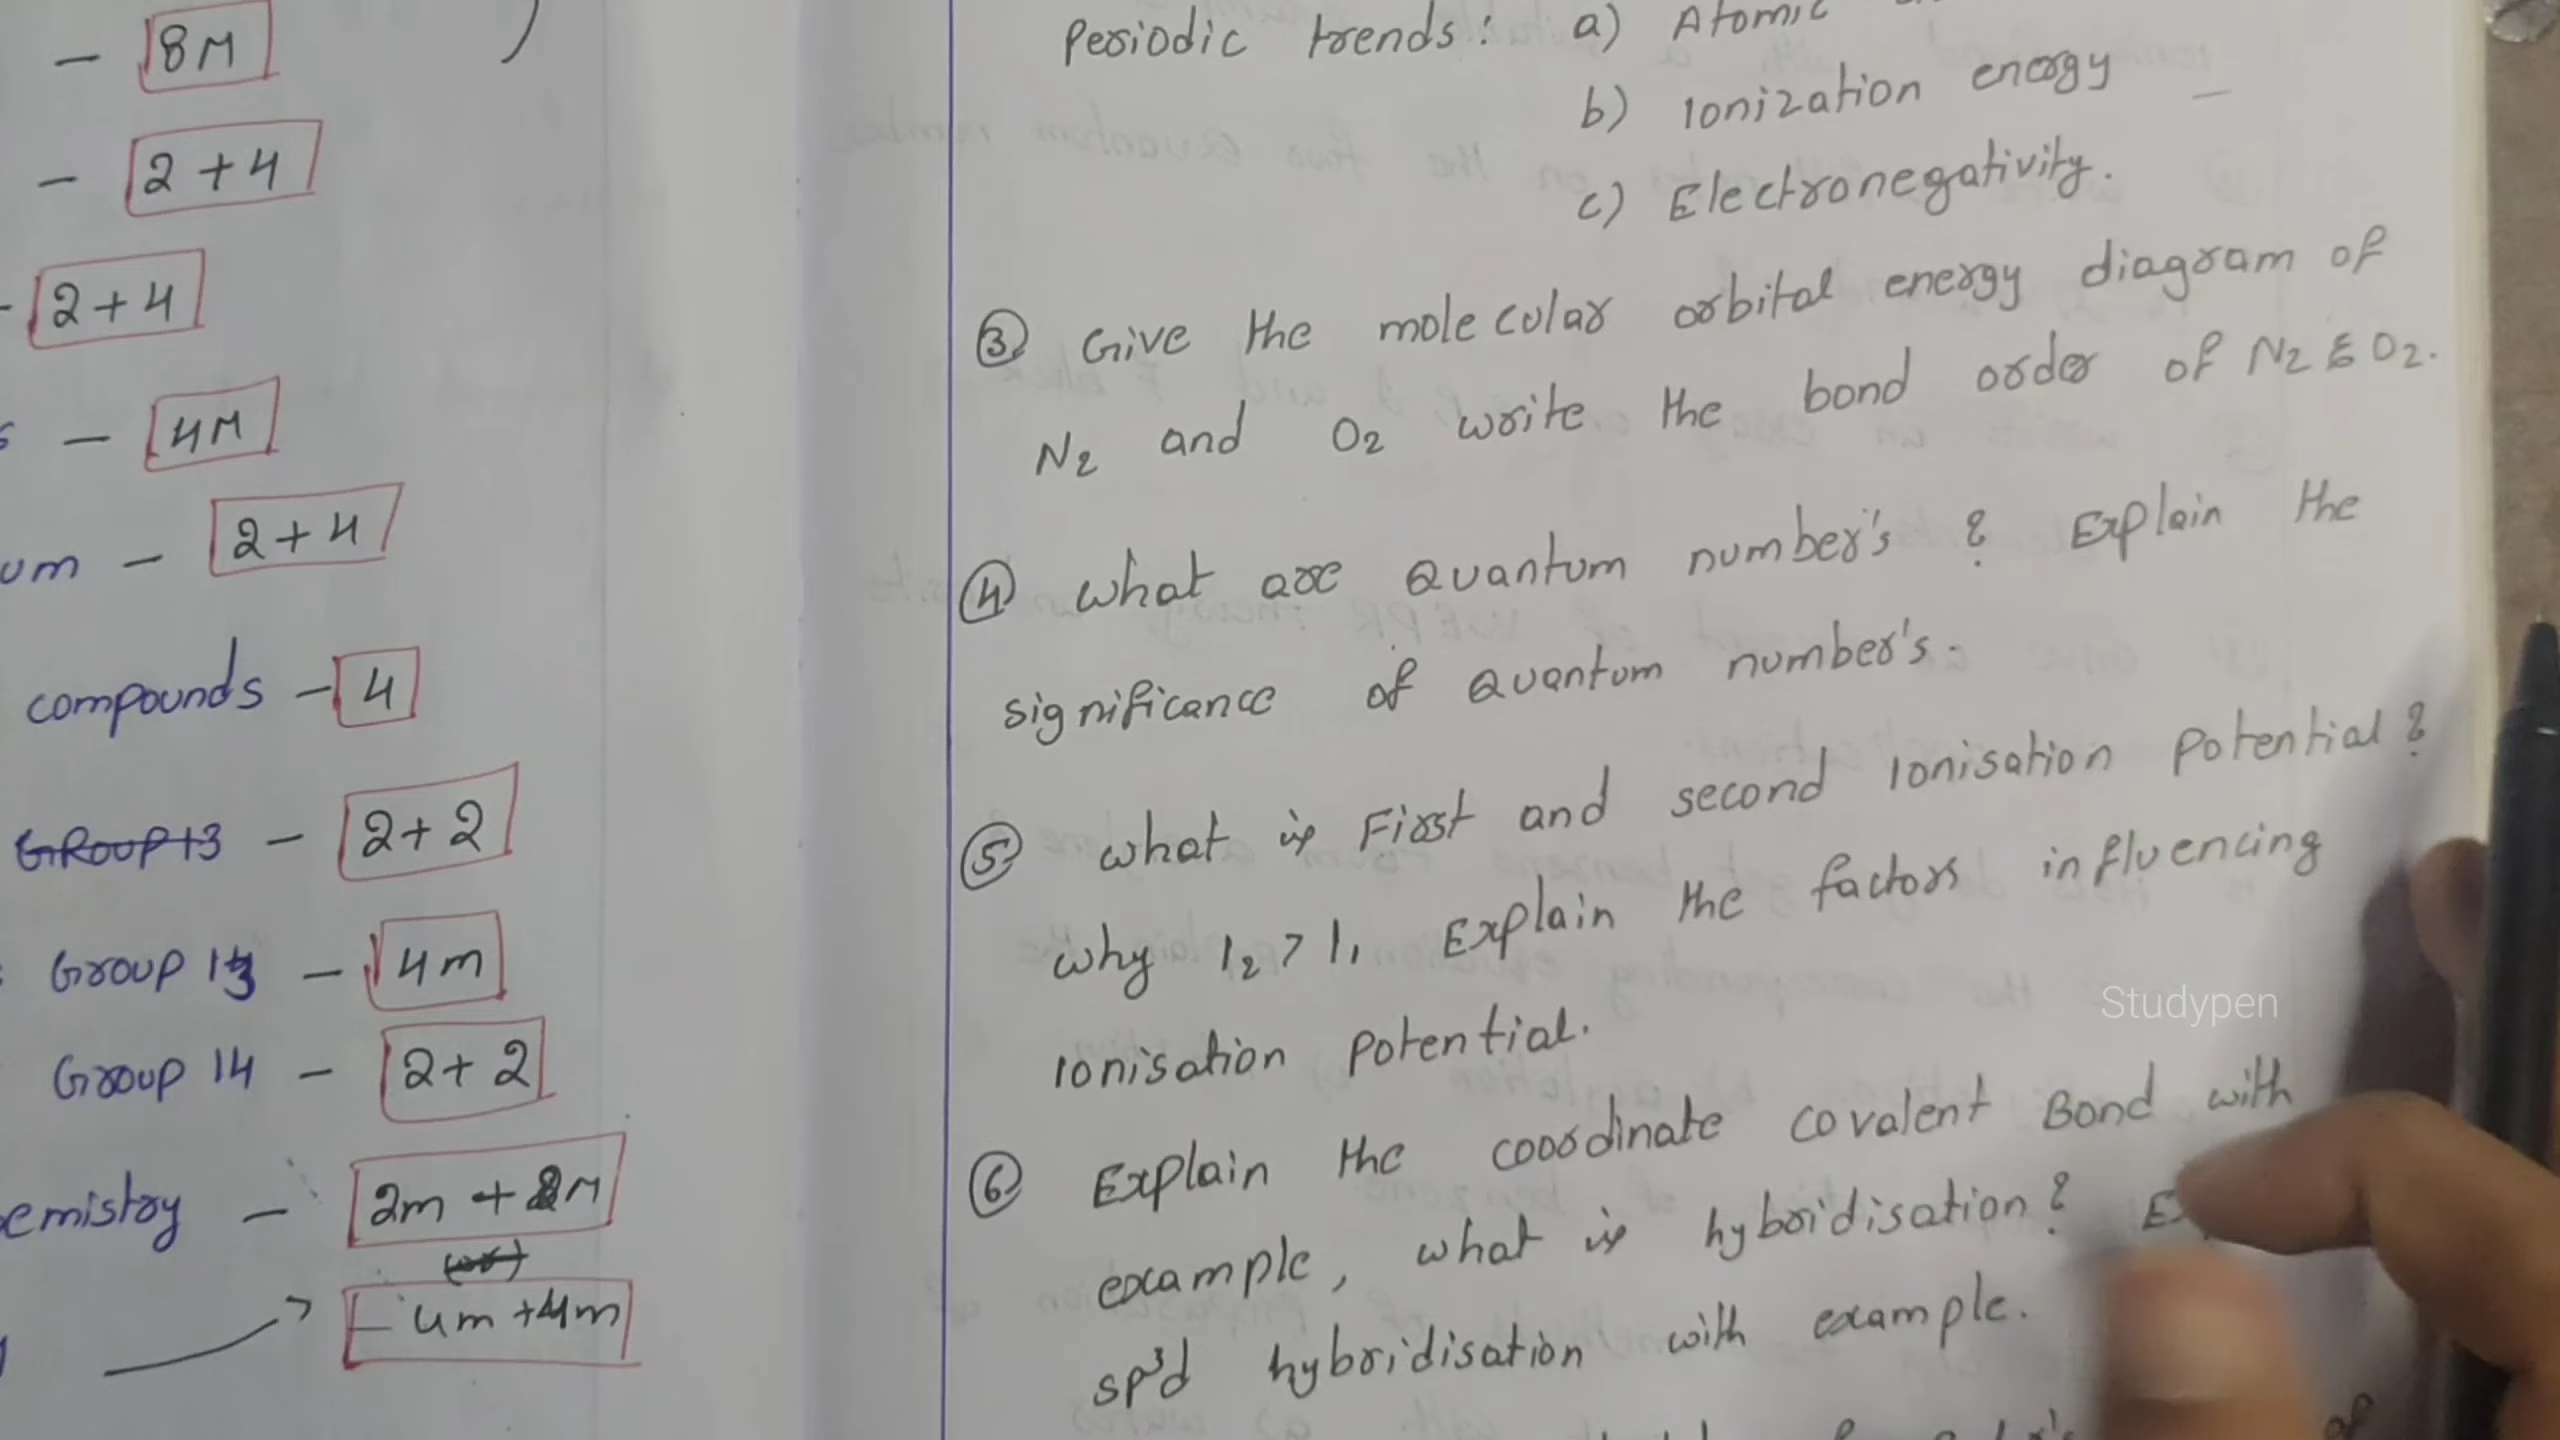 - 8M
- 2+4
- 2+4
s - 4M
um - 2+4
compounds - 4
GROUP13 - 2+2
Group 13 - 4m
Group 14 - 2+2
emistry - 2m + 2M
(or)
4m +4m
Periodic trends: a) Atomic
b) Ionization energy
c) Electronegativity.
③ Give the molecular orbital energy diagram of
N2 and O2 write the bond order of N2 & O2.
④ What are Quantum number's ? Explain the
significance of Quantum number's.
⑤ What is First and second Ionisation Potential?
why I2 > I1 Explain the factors influencing
Ionisation Potential.
⑥ Explain the coordinate covalent Bond with
example, what is hybridisation?
sp³d hybridisation with example.
of
Studypen